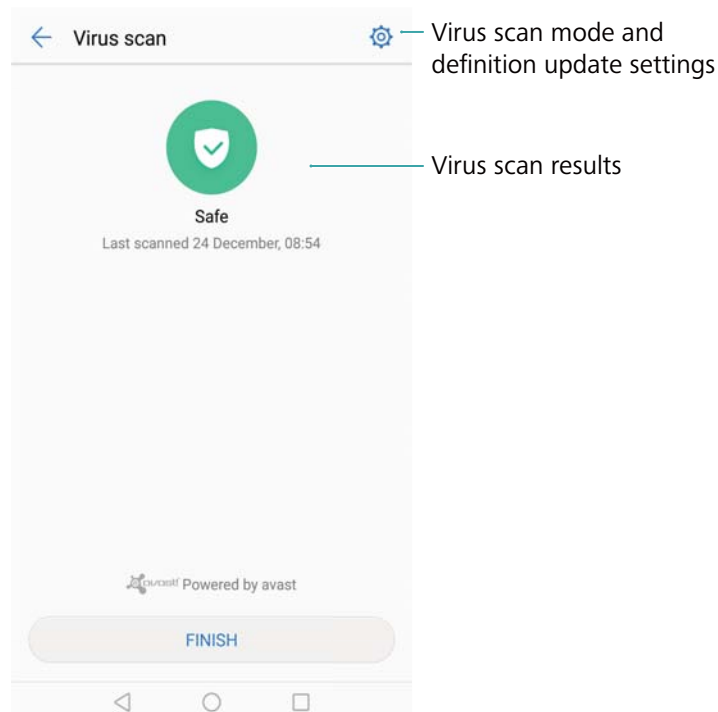 Virus scan
Virus scan mode and
definition update settings
Virus scan results
Safe
Last scanned 24 December, 08:54
avast! Powered by avast
FINISH